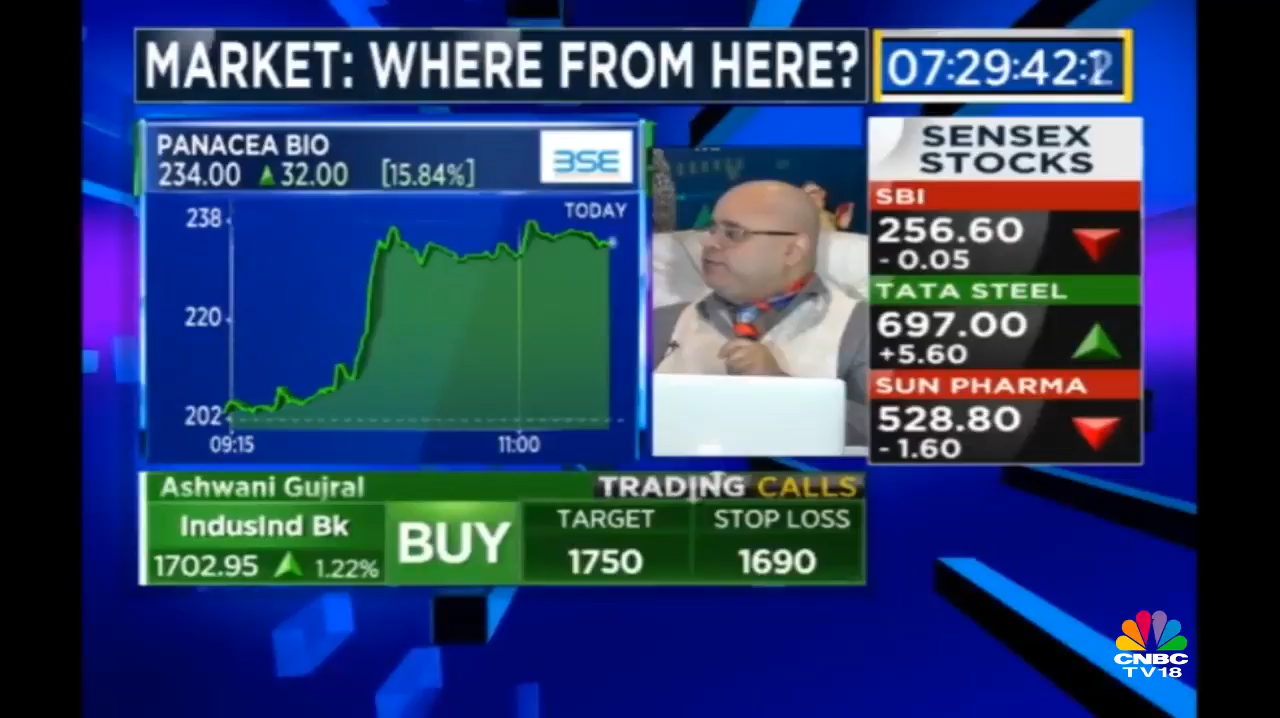 MARKET: WHERE FROM HERE?
07:29:42:
PANACEA BIO
234.00 ▲ 32.00 [15.84%]
BSE
TODAY
238
220
202
09:15 11:00
SENSEX
STOCKS
SBI
256.60
- 0.05
TATA STEEL
697.00
+5.60
SUN PHARMA
528.80
- 1.60
Ashwani Gujral
TRADING CALLS
IndusInd Bk
1702.95 ▲ 1.22%
BUY
TARGET
1750
STOP LOSS
1690
CNBC
TV18